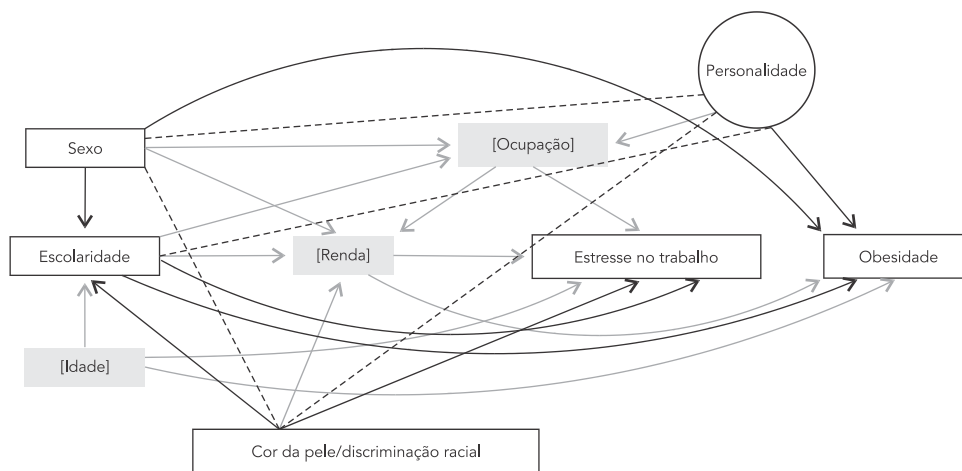 Personalidade
Sexo
[Ocupação]
Escolaridade
[Renda]
Estresse no trabalho
Obesidade
[Idade]
Cor da pele/discriminação racial